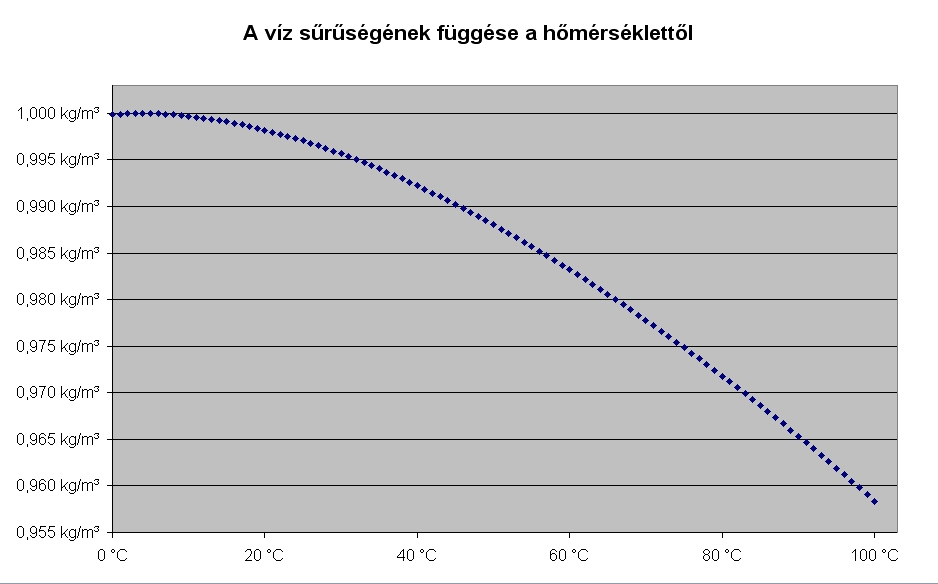 A víz sűrűségének függése a hőmérséklettől
1,000 kg/m³
0,995 kg/m³
0,990 kg/m³
0,985 kg/m³
0,980 kg/m³
0,975 kg/m³
0,970 kg/m³
0,965 kg/m³
0,960 kg/m³
0,955 kg/m³
0 °C 20 °C 40 °C 60 °C 80 °C 100 °C